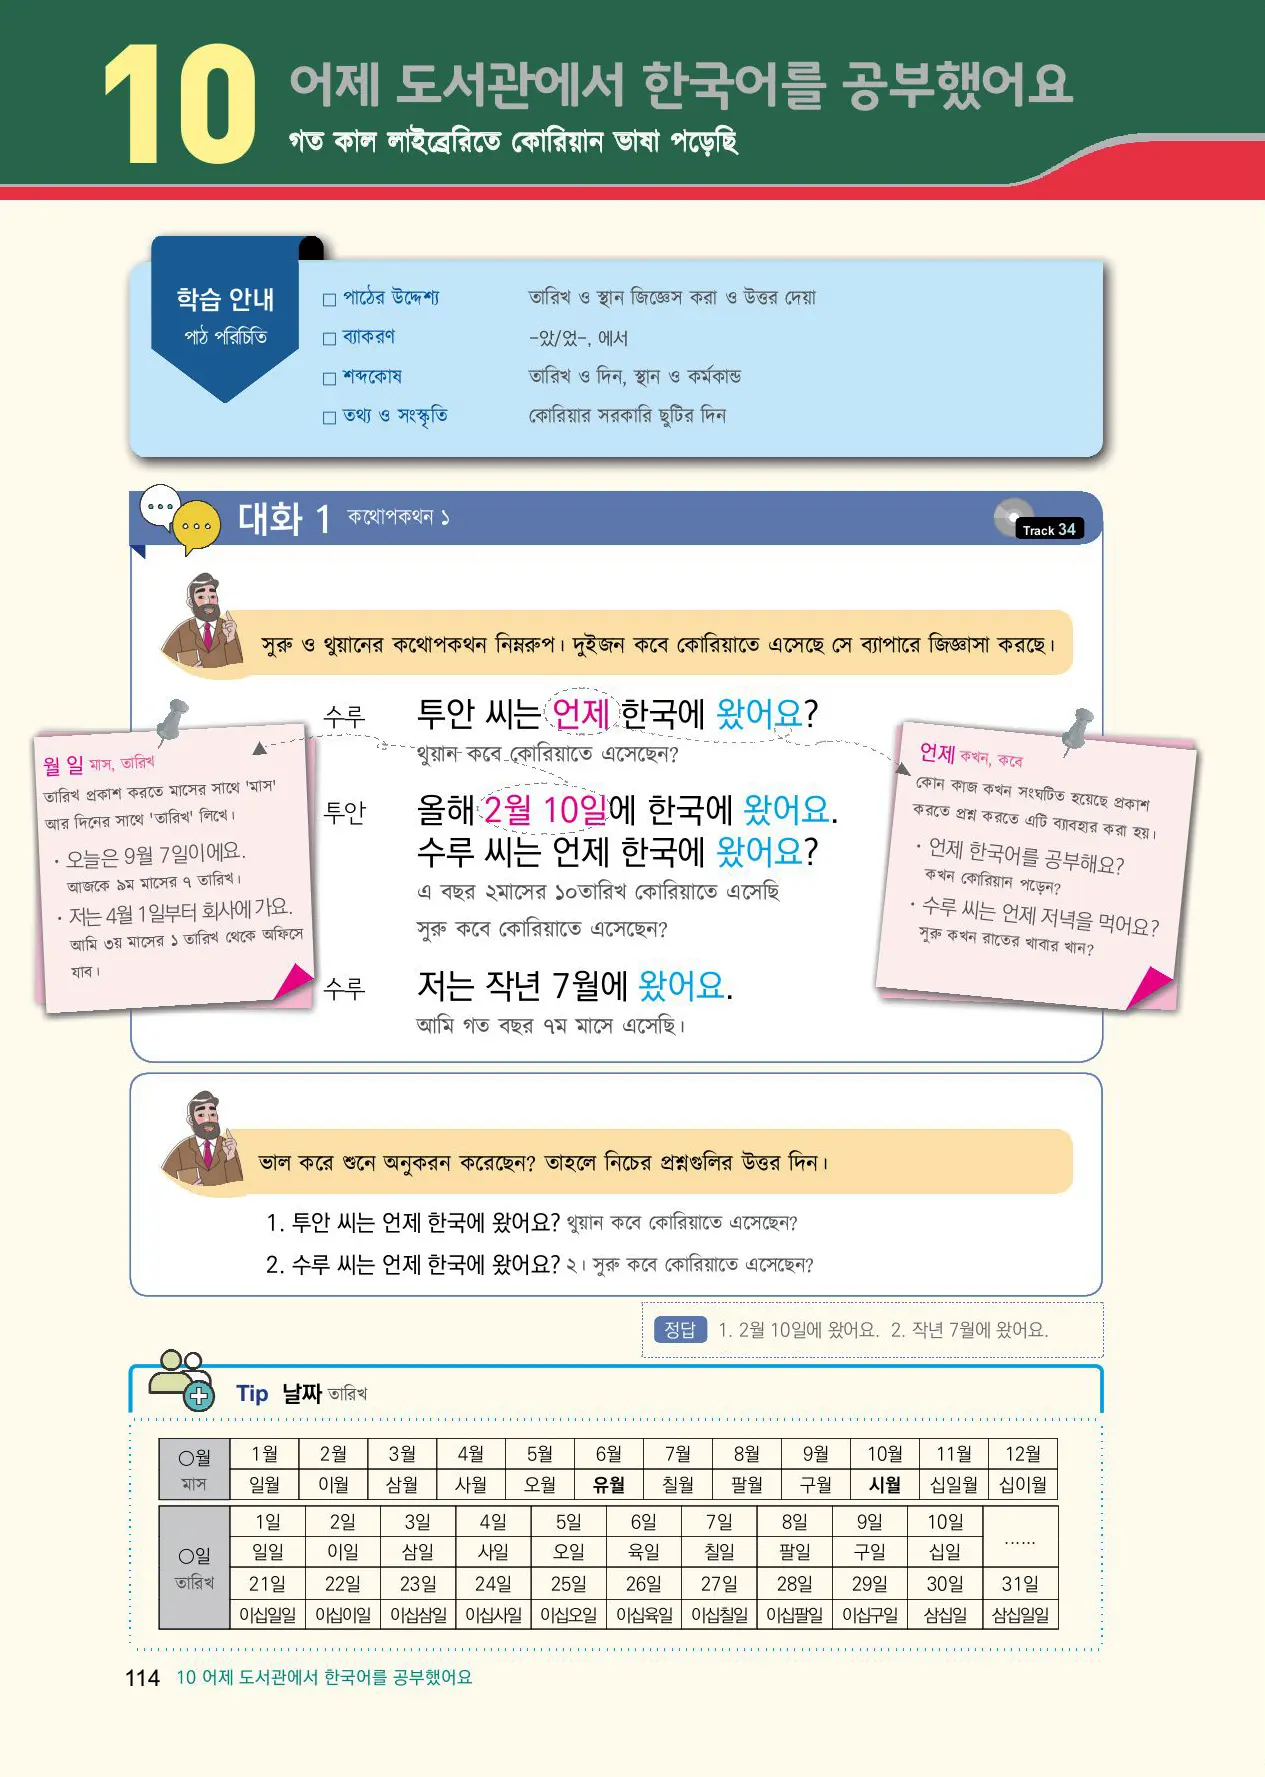 10
어제 도서관에서 한국어를 공부했어요
গত কাল লাইব্রেরিতে কোরিয়ান ভাষা পড়েছি
학습 안내
পাঠ পরিচিতি
□ পাঠের উদ্দেশ্য তারিখ ও স্থান জিজ্ঞেস করা ও উত্তর দেয়া
□ ব্যাকরণ -았/었-, 에서
□ শব্দকোষ তারিখ ও দিন, স্থান ও কর্মকান্ড
□ তথ্য ও সংস্কৃতি কোরিয়ার সরকারি ছুটির দিন
대화 1 কথোপকথন ১
Track 34
সুরু ও থুয়ানের কথোপকথন নিম্নরুপ। দুইজন কবে কোরিয়াতে এসেছে সে ব্যাপারে জিজ্ঞাসা করছে।
수루 투안 씨는 언제 한국에 왔어요?
থুয়ান কবে কোরিয়াতে এসেছেন?
투안 올해 2월 10일에 한국에 왔어요.
수루 씨는 언제 한국에 왔어요?
এ বছর ২মাসের ১০তারিখ কোরিয়াতে এসেছি
সুরু কবে কোরিয়াতে এসেছেন?
수루 저는 작년 7월에 왔어요.
আমি গত বছর ৭ম মাসে এসেছি।
월 일 মাস, তারিখ
তারিখ প্রকাশ করতে মাসের সাথে 'মাস'
আর দিনের সাথে 'তারিখ' লিখে।
· 오늘은 9월 7일이에요.
আজকে ৯ম মাসের ৭ তারিখ।
· 저는 4월 1일부터 회사에 가요.
আমি ৩য় মাসের ১ তারিখ থেকে অফিসে
যাব।
언제 কখন, কবে
কোন কাজ কখন সংঘটিত হয়েছে প্রকাশ
করতে প্রশ্ন করতে এটি ব্যাবহার করা হয়।
· 언제 한국어를 공부해요?
কখন কোরিয়ান পড়েন?
· 수루 씨는 언제 저녁을 먹어요?
সুরু কখন রাতের খাবার খান?
ভাল করে শুনে অনুকরন করেছেন? তাহলে নিচের প্রশ্নগুলির উত্তর দিন।
1. 투안 씨는 언제 한국에 왔어요? থুয়ান কবে কোরিয়াতে এসেছেন?
2. 수루 씨는 언제 한국에 왔어요? ২। সুরু কবে কোরিয়াতে এসেছেন?
정답 1. 2월 10일에 왔어요. 2. 작년 7월에 왔어요.
Tip 날짜 তারিখ
○월 1월 2월 3월 4월 5월 6월 7월 8월 9월 10월 11월 12월
মাস 일월 이월 삼월 사월 오월 유월 칠월 팔월 구월 시월 십일월 십이월
○일 1일 2일 3일 4일 5일 6일 7일 8일 9일 10일 ......
তারিখ 일일 이일 삼일 사일 오일 육일 칠일 팔일 구일 십일
21일 22일 23일 24일 25일 26일 27일 28일 29일 30일 31일
이십일일 이십이일 이십삼일 이십사일 이십오일 이십육일 이십칠일 이십팔일 이십구일 삼십일 삼십일일
114 10 어제 도서관에서 한국어를 공부했어요